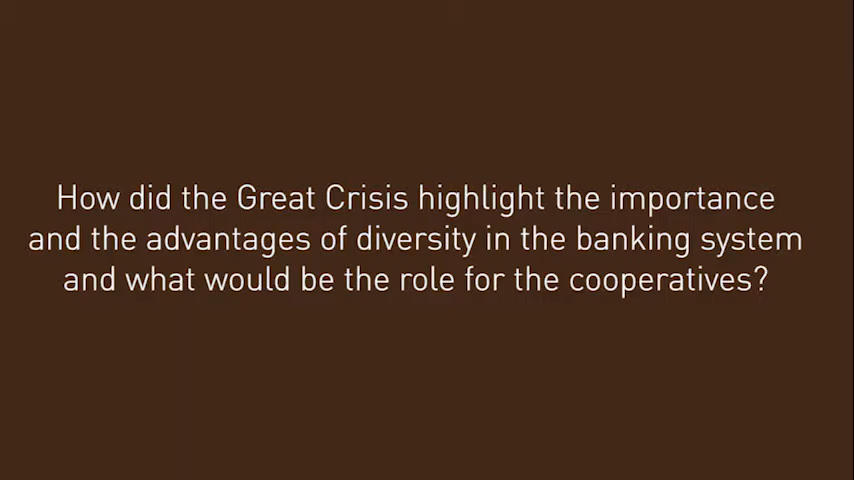 How did the Great Crisis highlight the importance
and the advantages of diversity in the banking system
and what would be the role for the cooperatives?